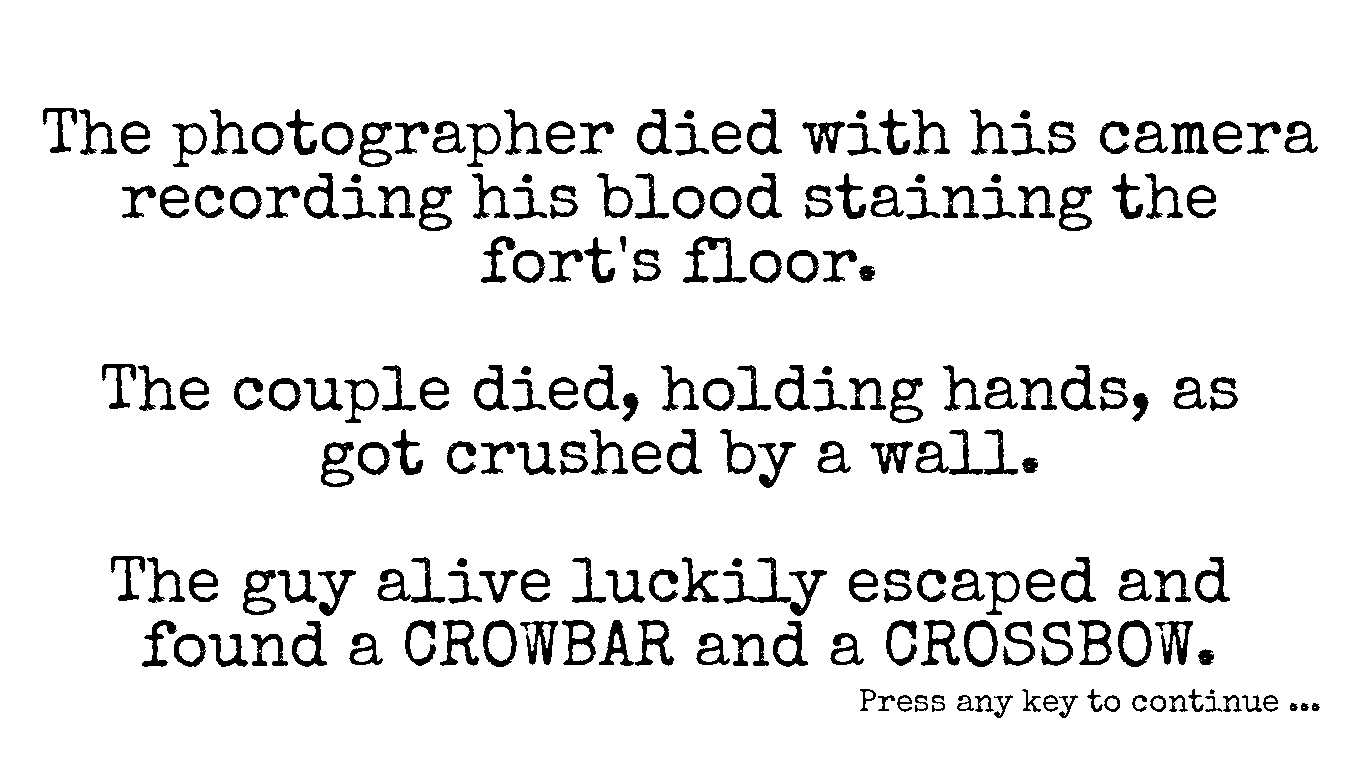 The photographer died with his camera
recording his blood staining the
fort's floor.
The couple died, holding hands, as
got crushed by a wall.
The guy alive luckily escaped and
found a CROWBAR and a CROSSBOW.
Press any key to continue ...